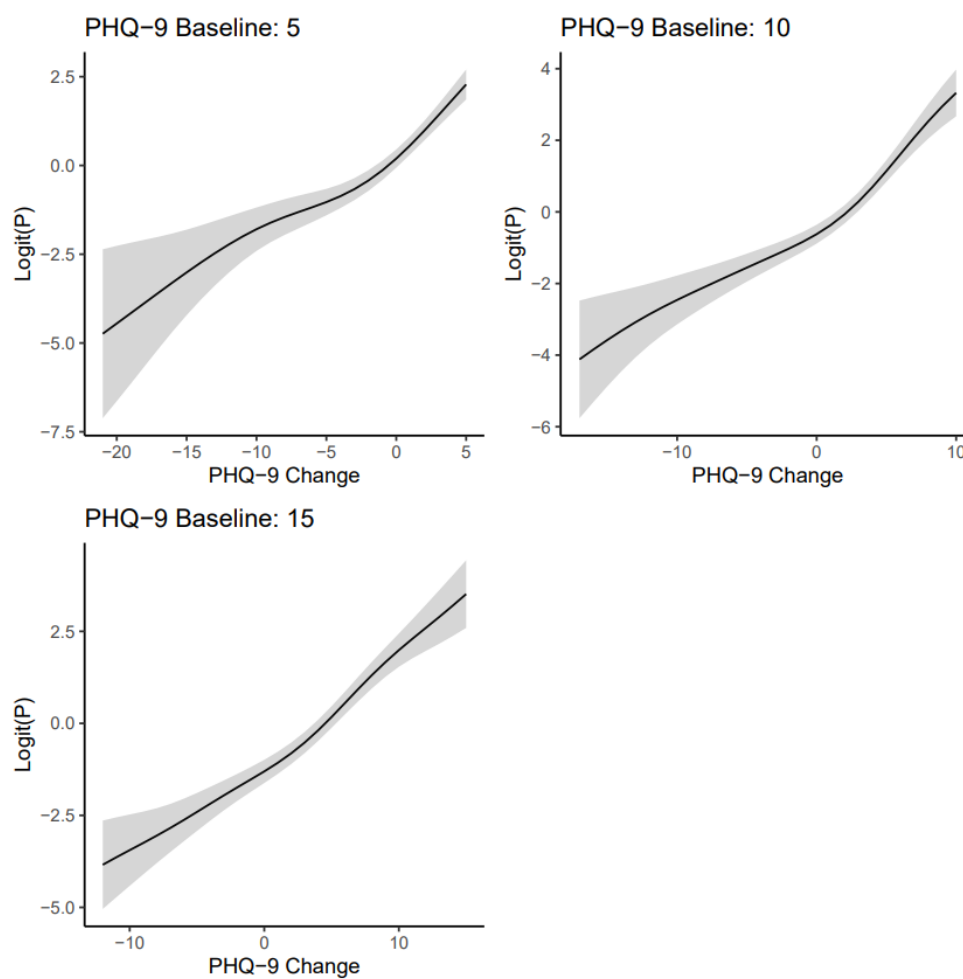 PHQ−9 Baseline: 5
2.5
0.0
−2.5
−5.0
−7.5
Logit(P)
−20 −15 −10 −5 0 5
PHQ−9 Change
PHQ−9 Baseline: 10
4
2
0
−2
−4
−6
Logit(P)
−10 0 10
PHQ−9 Change
PHQ−9 Baseline: 15
2.5
0.0
−2.5
−5.0
Logit(P)
−10 0 10
PHQ−9 Change